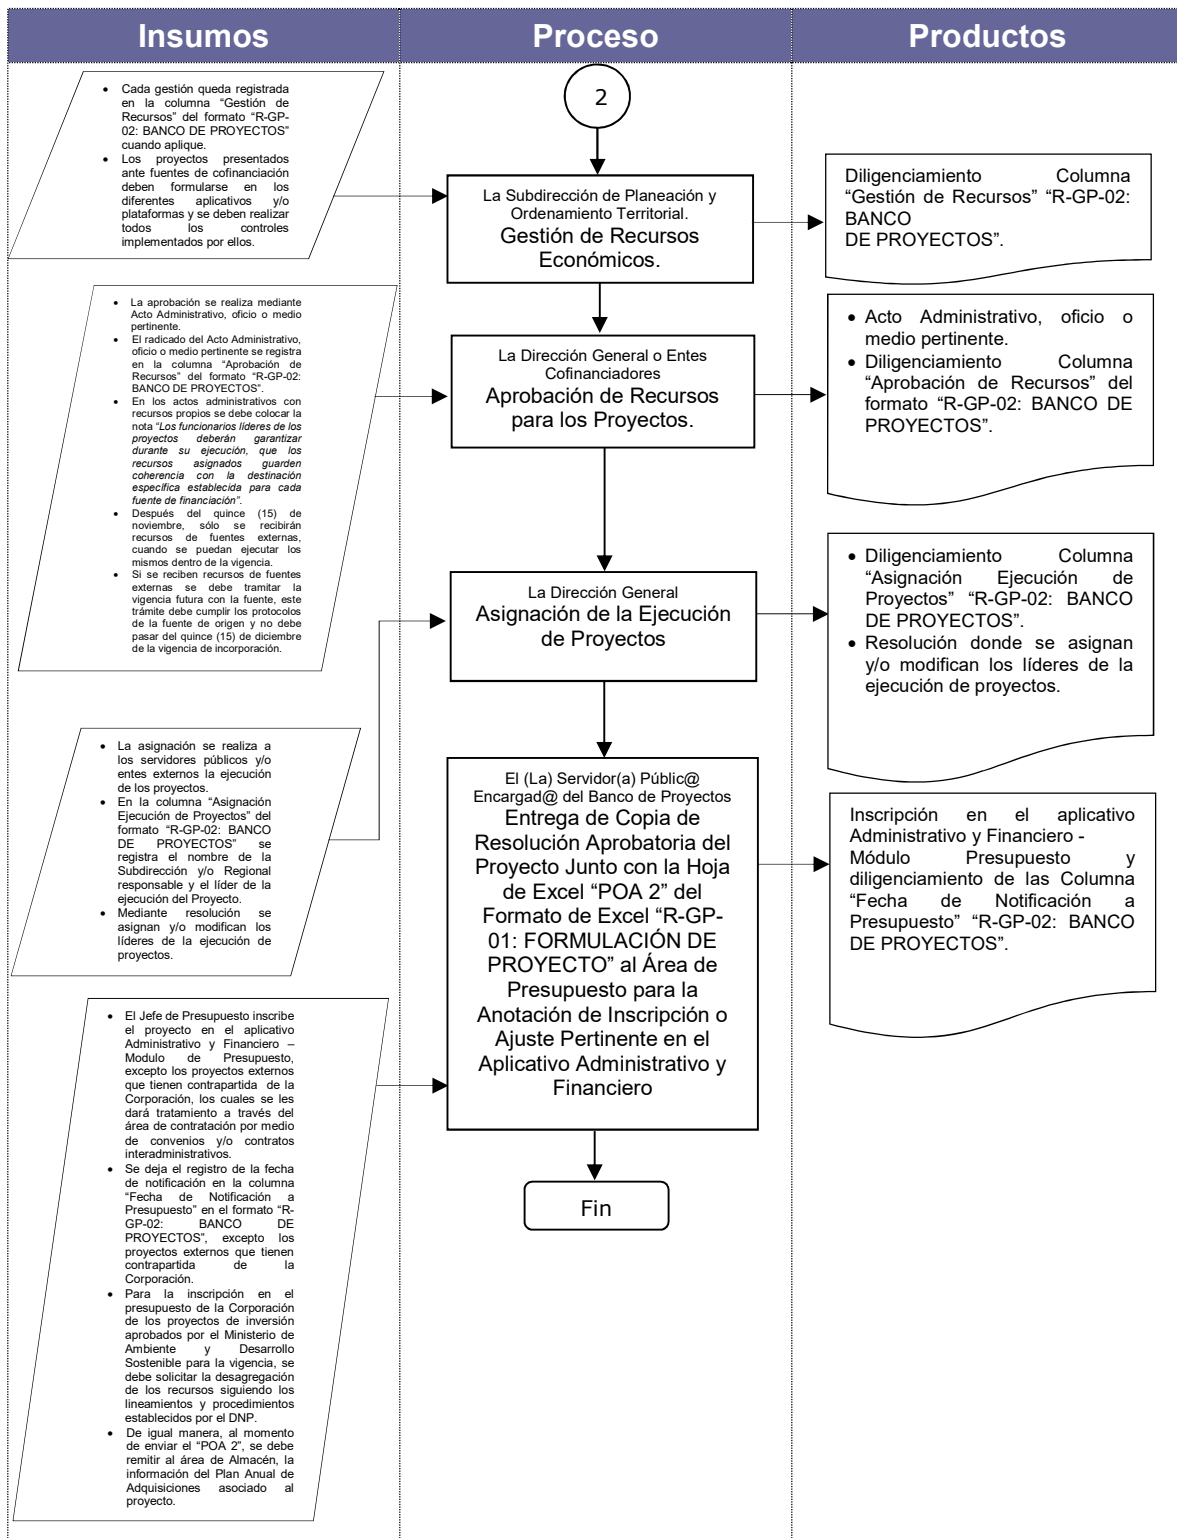 Insumos
Proceso
Productos
• Cada gestión queda registrada
en la columna “Gestión de
Recursos” del formato “R-GP-
02: BANCO DE PROYECTOS”
cuando aplique.
• Los proyectos presentados
ante fuentes de cofinanciación
deben formularse en los
diferentes aplicativos y/o
plataformas y se deben realizar
todos los controles
implementados por ellos.
2
La Subdirección de Planeación y
Ordenamiento Territorial.
Gestión de Recursos
Económicos.
Diligenciamiento Columna
“Gestión de Recursos” “R-GP-02:
BANCO
DE PROYECTOS”.
• La aprobación se realiza mediante
Acto Administrativo, oficio o medio
pertinente.
• El radicado del Acto Administrativo,
oficio o medio pertinente se registra
en la columna “Aprobación de
Recursos” del formato “R-GP-02:
BANCO DE PROYECTOS”.
• En los actos administrativos con
recursos propios se debe colocar la
nota “Los funcionarios líderes de los
proyectos deberán garantizar
durante su ejecución, que los
recursos asignados guarden
coherencia con la destinación
específica establecida para cada
fuente de financiación”.
• Después del quince (15) de
noviembre, sólo se recibirán
recursos de fuentes externas,
cuando se puedan ejecutar los
mismos dentro de la vigencia.
• Si se reciben recursos de fuentes
externas se debe tramitar la
vigencia futura con la fuente, este
trámite debe cumplir los protocolos
de la fuente de origen y no debe
pasar del quince (15) de diciembre
de la vigencia de incorporación.
La Dirección General o Entes
Cofinanciadores
Aprobación de Recursos
para los Proyectos.
• Acto Administrativo, oficio o
medio pertinente.
• Diligenciamiento Columna
“Aprobación de Recursos” del
formato “R-GP-02: BANCO DE
PROYECTOS”.
La Dirección General
Asignación de la Ejecución
de Proyectos
• Diligenciamiento Columna
“Asignación Ejecución de
Proyectos” “R-GP-02: BANCO
DE PROYECTOS”.
• Resolución donde se asignan
y/o modifican los líderes de la
ejecución de proyectos.
• La asignación se realiza a
los servidores públicos y/o
entes externos la ejecución
de los proyectos.
• En la columna “Asignación
Ejecución de Proyectos” del
formato “R-GP-02: BANCO
DE PROYECTOS” se
registra el nombre de la
Subdirección y/o Regional
responsable y el líder de la
ejecución del Proyecto.
• Mediante resolución se
asignan y/o modifican los
líderes de la ejecución de
proyectos.
El (La) Servidor(a) Públic@
Encargad@ del Banco de Proyectos
Entrega de Copia de
Resolución Aprobatoria del
Proyecto Junto con la Hoja
de Excel “POA 2” del
Formato de Excel “R-GP-
01: FORMULACIÓN DE
PROYECTO” al Área de
Presupuesto para la
Anotación de Inscripción o
Ajuste Pertinente en el
Aplicativo Administrativo y
Financiero
Inscripción en el aplicativo
Administrativo y Financiero -
Módulo Presupuesto y
diligenciamiento de las Columna
“Fecha de Notificación a
Presupuesto” “R-GP-02: BANCO
DE PROYECTOS”.
• El Jefe de Presupuesto inscribe
el proyecto en el aplicativo
Administrativo y Financiero –
Modulo de Presupuesto,
excepto los proyectos externos
que tienen contrapartida de la
Corporación, los cuales se les
dará tratamiento a través del
área de contratación por medio
de convenios y/o contratos
interadministrativos.
• Se deja el registro de la fecha
de notificación en la columna
“Fecha de Notificación a
Presupuesto” en el formato “R-
GP-02: BANCO DE
PROYECTOS”, excepto los
proyectos externos que tienen
contrapartida de la
Corporación.
• Para la inscripción en el
presupuesto de la Corporación
de los proyectos de inversión
aprobados por el Ministerio de
Ambiente y Desarrollo
Sostenible para la vigencia, se
debe solicitar la desagregación
de los recursos siguiendo los
lineamientos y procedimientos
establecidos por el DNP.
• De igual manera, al momento
de enviar el “POA 2”, se debe
remitir al área de Almacén, la
información del Plan Anual de
Adquisiciones asociado al
proyecto.
Fin